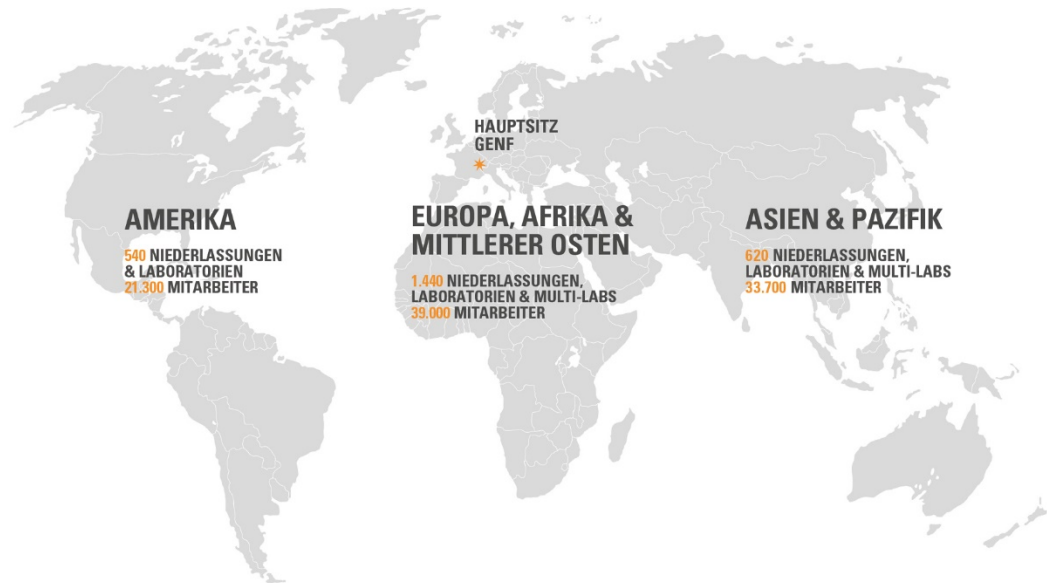 HAUPTSITZ
GENF
AMERIKA
540 NIEDERLASSUNGEN
& LABORATORIEN
21.300 MITARBEITER
EUROPA, AFRIKA &
MITTLERER OSTEN
1.440 NIEDERLASSUNGEN,
LABORATORIEN & MULTI-LABS
39.000 MITARBEITER
ASIEN & PAZIFIK
620 NIEDERLASSUNGEN,
LABORATORIEN & MULTI-LABS
33.700 MITARBEITER